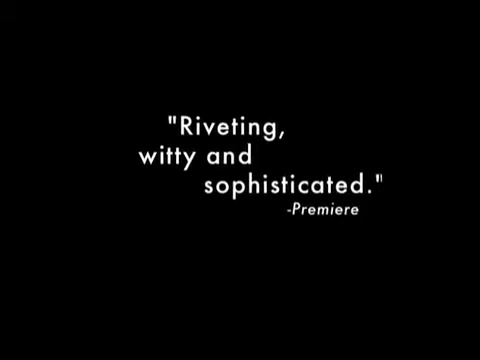 "Riveting,
witty and
sophisticated."
-Premiere